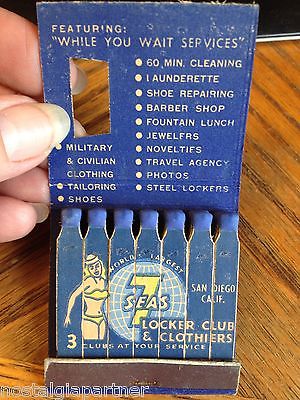 FEATURING:
"WHILE YOU WAIT SERVICES"
• 60 MIN. CLEANING
• LAUNDERETTE
• SHOE REPAIRING
• BARBER SHOP
• FOUNTAIN LUNCH
• JEWELERS
• NOVELTIES
• TRAVEL AGENCY
• PHOTOS
• STEEL LOCKERS
• MILITARY
& CIVILIAN
CLOTHING
• TAILORING
• SHOES
WORLD'S LARGEST
7
SEAS
SAN DIEGO
CALIF.
LOCKER CLUB
& CLOTHIERS
3 CLUBS AT YOUR SERVICE
nostalgiapartner